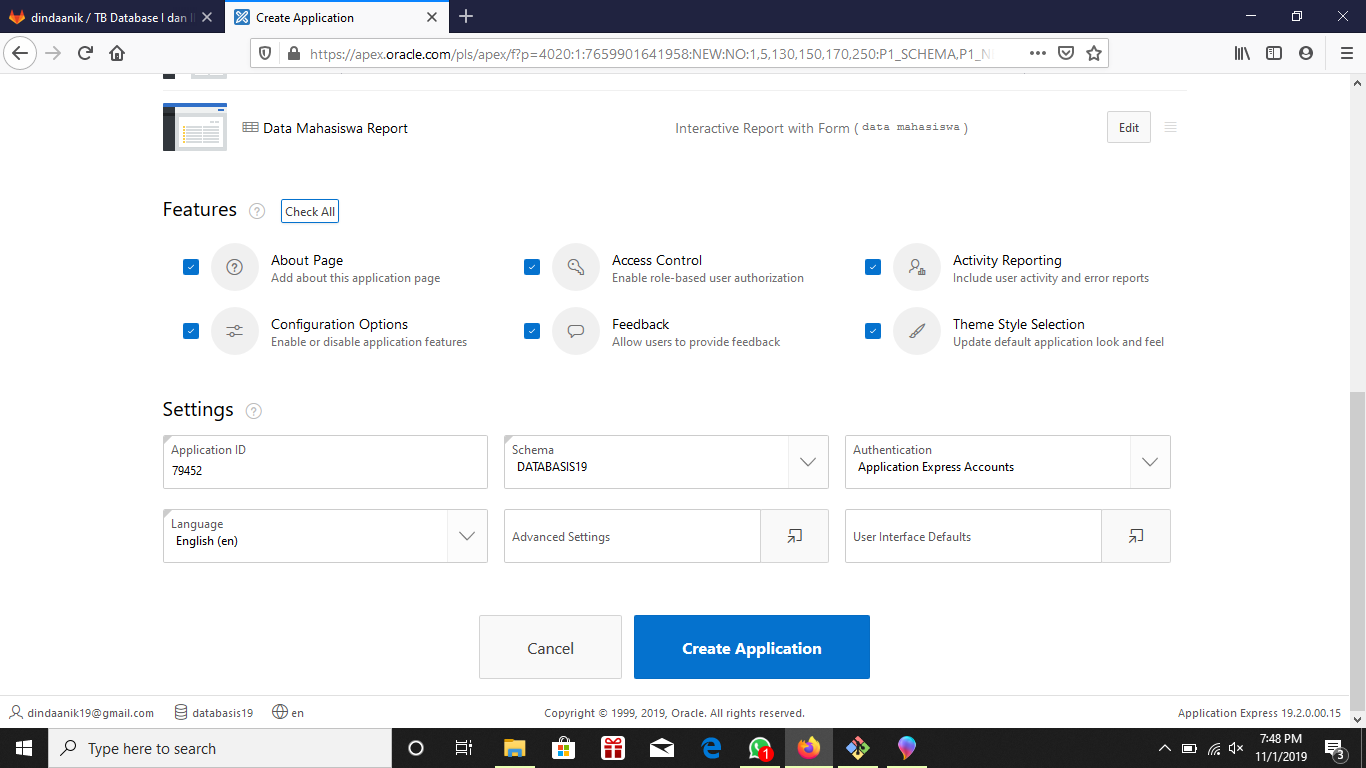 dindaanik / TB Database I dan II
Create Application
https://apex.oracle.com/pls/apex/f?p=4020:1:7659901641958:NEW:NO:1,5,130,150,170,250:P1_SCHEMA,P1_N
Data Mahasiswa Report
Interactive Report with Form ( data mahasiswa )
Edit
Features
Check All
About Page
Add about this application page
Access Control
Enable role-based user authorization
Activity Reporting
Include user activity and error reports
Configuration Options
Enable or disable application features
Feedback
Allow users to provide feedback
Theme Style Selection
Update default application look and feel
Settings
Application ID
79452
Schema
DATABASIS19
Authentication
Application Express Accounts
Language
English (en)
Advanced Settings
User Interface Defaults
Cancel
Create Application
dindaanik19@gmail.com
databasis19
en
Copyright © 1999, 2019, Oracle. All rights reserved.
Application Express 19.2.0.00.15
Type here to search
1
7:48 PM
11/1/2019
3